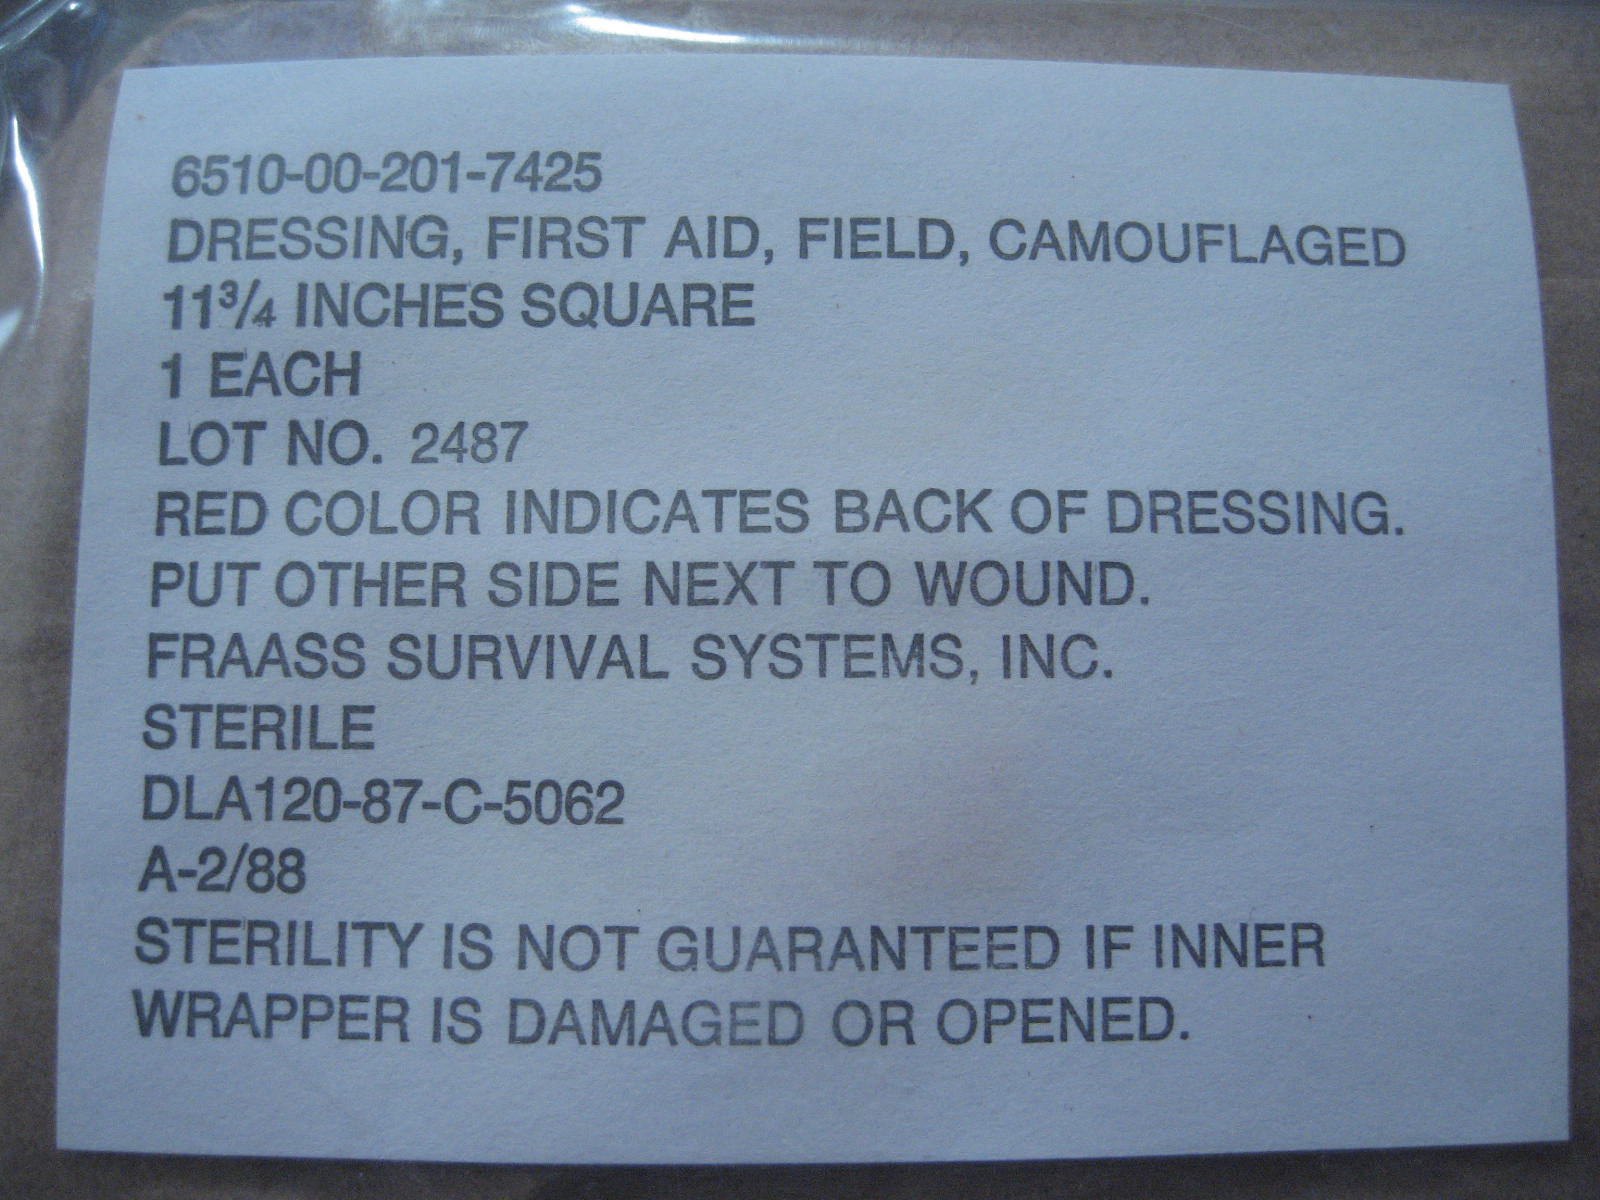 6510-00-201-7425
DRESSING, FIRST AID, FIELD, CAMOUFLAGED
11¾ INCHES SQUARE
1 EACH
LOT NO. 2487
RED COLOR INDICATES BACK OF DRESSING.
PUT OTHER SIDE NEXT TO WOUND.
FRAASS SURVIVAL SYSTEMS, INC.
STERILE
DLA120-87-C-5062
A-2/88
STERILITY IS NOT GUARANTEED IF INNER
WRAPPER IS DAMAGED OR OPENED.